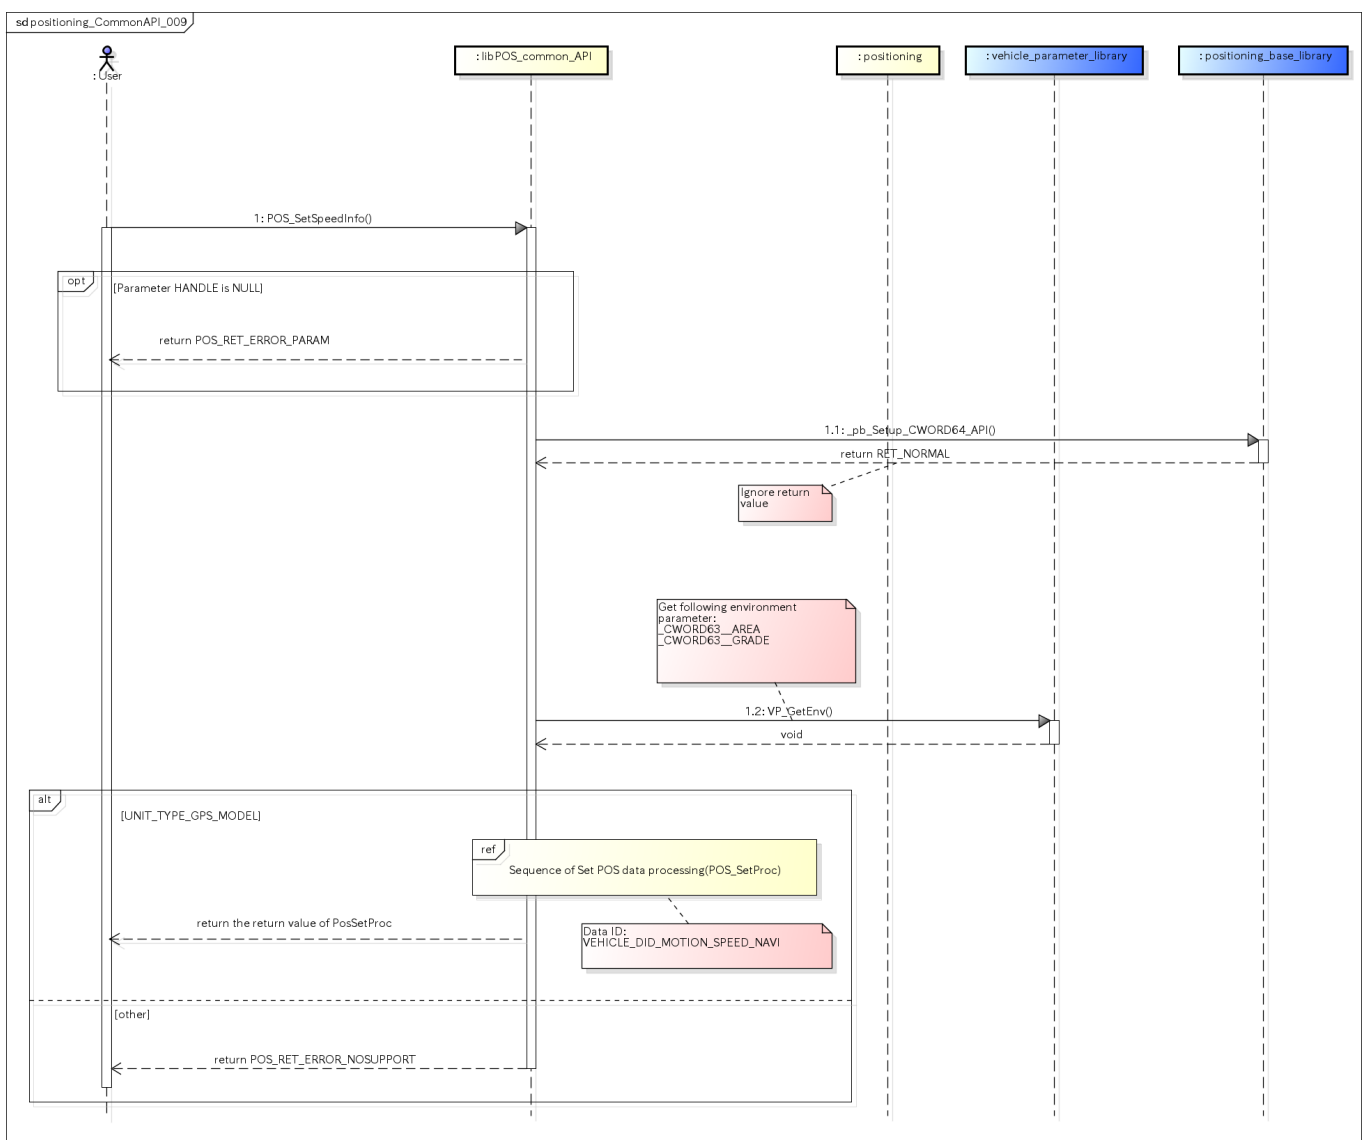 sd positioning_CommonAPI_009
: User
: libPOS_common_API
: positioning
: vehicle_parameter_library
: positioning_base_library
1: POS_SetSpeedInfo()
opt
[Parameter HANDLE is NULL]
return POS_RET_ERROR_PARAM
1.1: _pb_Setup_CWORD64_API()
return RET_NORMAL
Ignore return
value
Get following environment
parameter:
_CWORD63__AREA
_CWORD63__GRADE
1.2: VP_GetEnv()
void
alt
[UNIT_TYPE_GPS_MODEL]
ref
Sequence of Set POS data processing(POS_SetProc)
return the return value of PosSetProc
Data ID:
VEHICLE_DID_MOTION_SPEED_NAVI
[other]
return POS_RET_ERROR_NOSUPPORT